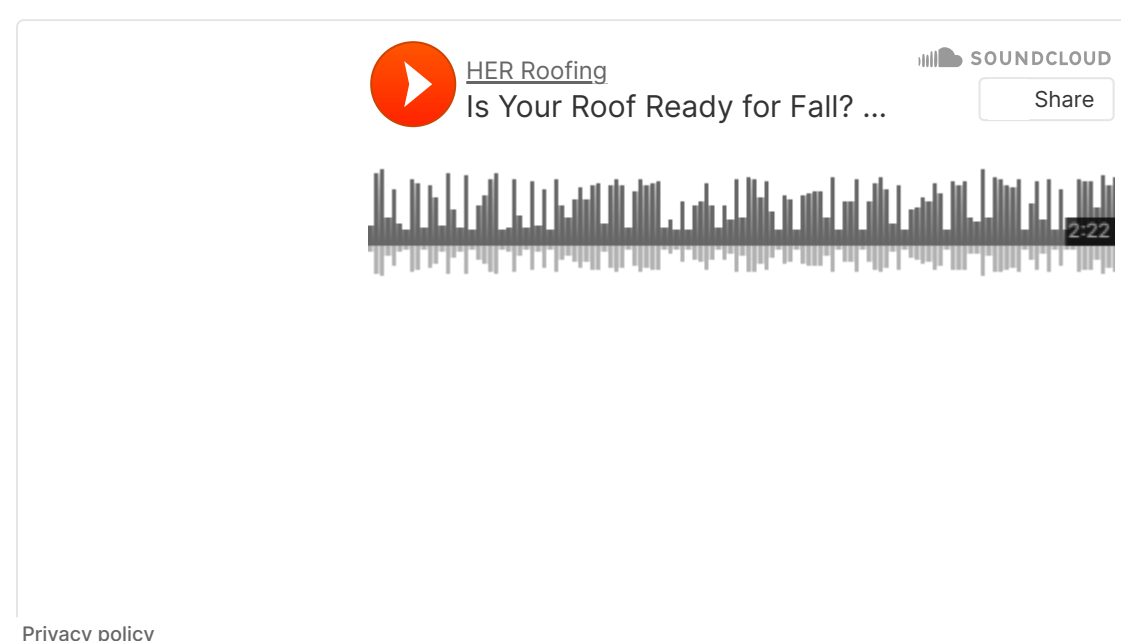 HER Roofing
Is Your Roof Ready for Fall? ...
SOUNDCLOUD
Share
2:22
Privacy policy